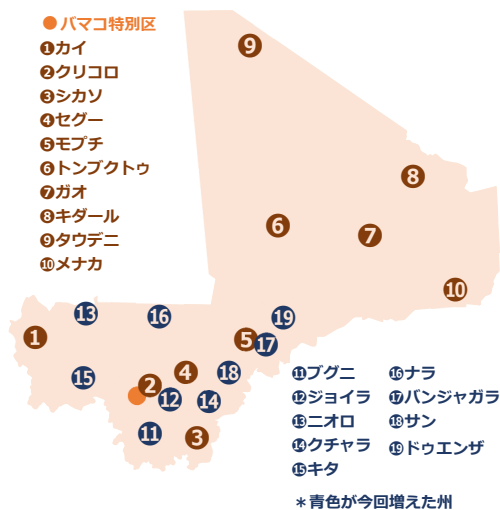 バマコ特別区
❶カイ
❷クリコロ
❸シカソ
❹セグー
❺モプチ
❻トンブクトゥ
❼ガオ
❽キダール
❾タウデニ
❿メナカ
9
8
6
7
10
13
16
19
1
5
17
15
2
4
18
12
14
11
3
⓫ブグニ
⓬ジョイラ
⓭ニオロ
⓮クチャラ
⓯キタ
⓰ナラ
⓱バンジャガラ
⓲サン
⓳ドゥエンザ
＊青色が今回増えた州